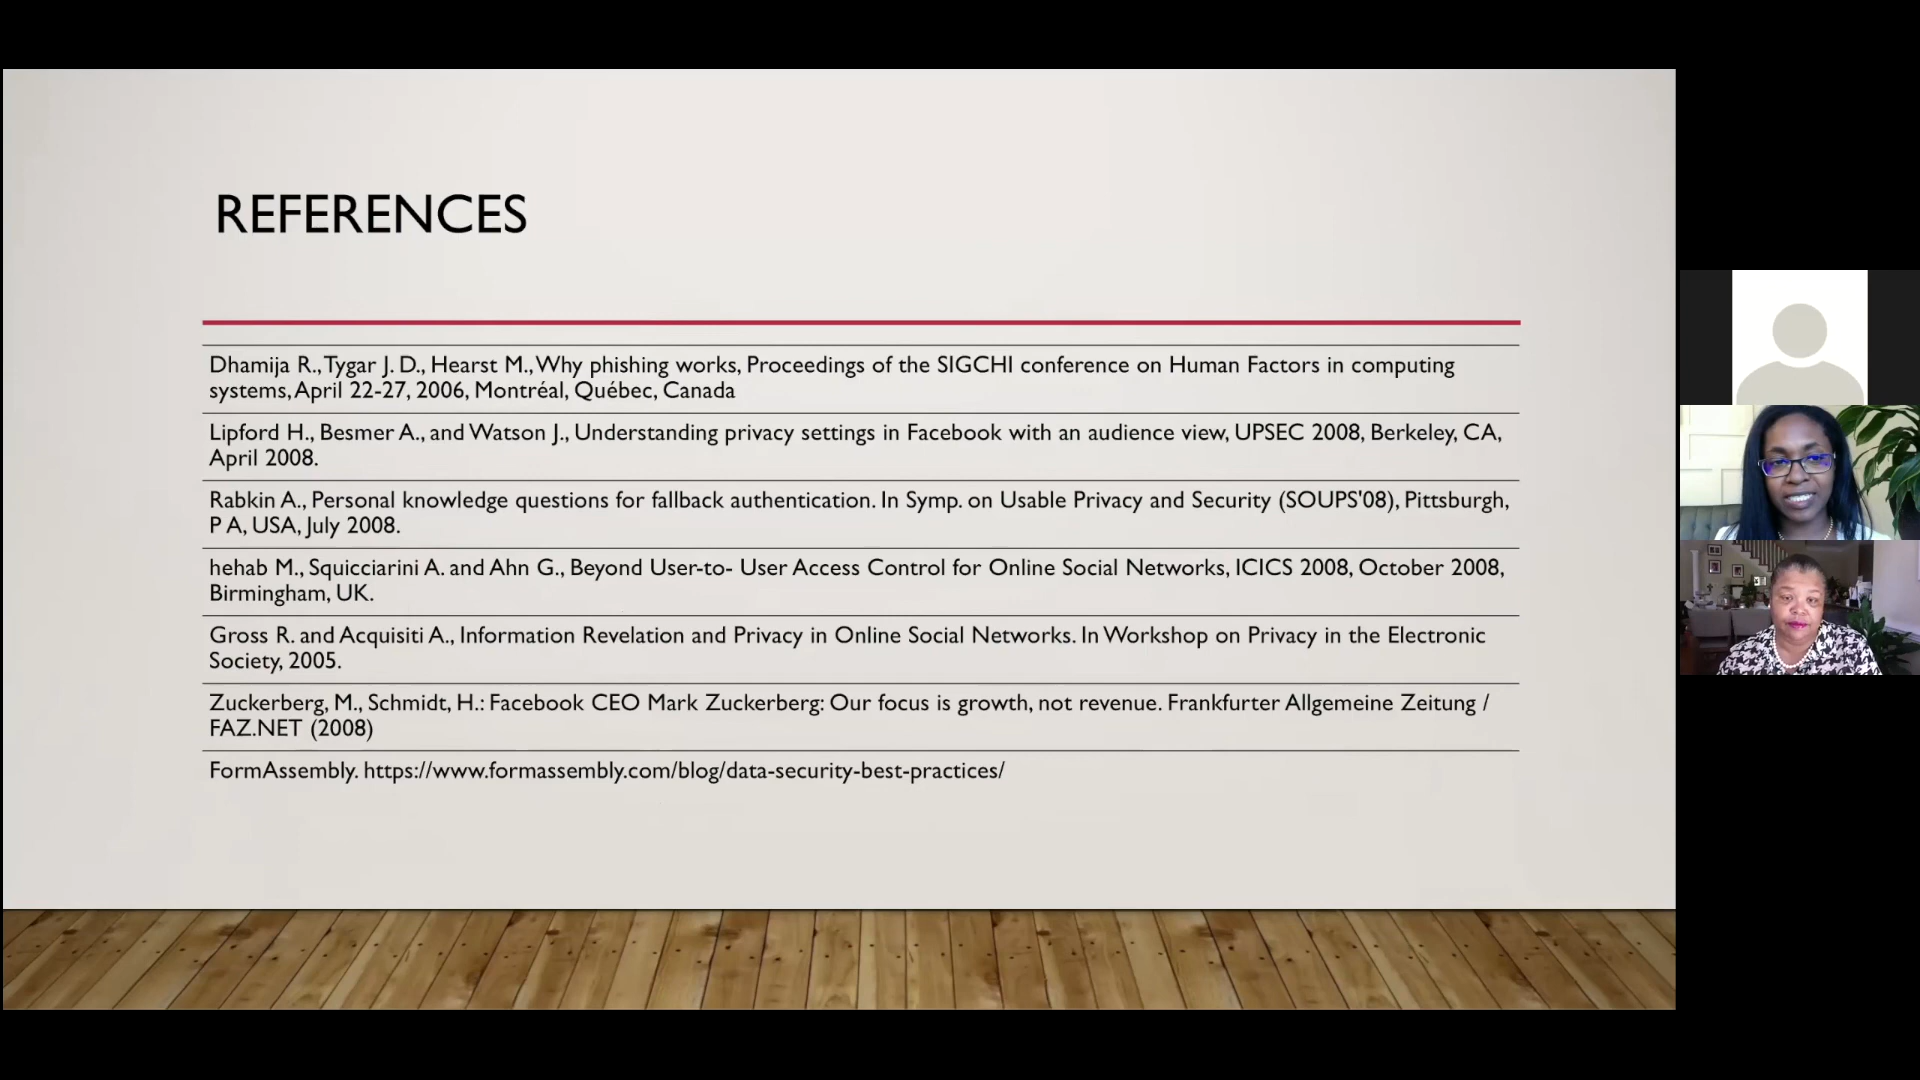 REFERENCES
Dhamija R., Tygar J. D., Hearst M., Why phishing works, Proceedings of the SIGCHI conference on Human Factors in computing
systems, April 22-27, 2006, Montréal, Québec, Canada
Lipford H., Besmer A., and Watson J., Understanding privacy settings in Facebook with an audience view, UPSEC 2008, Berkeley, CA,
April 2008.
Rabkin A., Personal knowledge questions for fallback authentication. In Symp. on Usable Privacy and Security (SOUPS'08), Pittsburgh,
P A, USA, July 2008.
hehab M., Squicciarini A. and Ahn G., Beyond User-to- User Access Control for Online Social Networks, ICICS 2008, October 2008,
Birmingham, UK.
Gross R. and Acquisiti A., Information Revelation and Privacy in Online Social Networks. In Workshop on Privacy in the Electronic
Society, 2005.
Zuckerberg, M., Schmidt, H.: Facebook CEO Mark Zuckerberg: Our focus is growth, not revenue. Frankfurter Allgemeine Zeitung /
FAZ.NET (2008)
FormAssembly. https://www.formassembly.com/blog/data-security-best-practices/